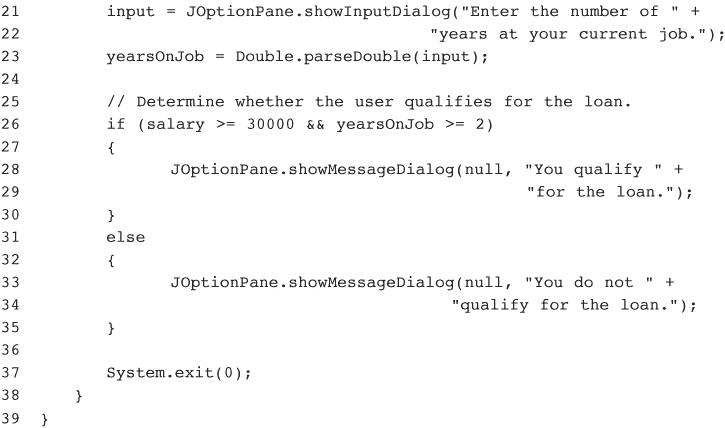 21 input = JOptionPane.showInputDialog("Enter the number of " +
22 "years at your current job.");
23 yearsOnJob = Double.parseDouble(input);
24
25 // Determine whether the user qualifies for the loan.
26 if (salary >= 30000 && yearsOnJob >= 2)
27 {
28 JOptionPane.showMessageDialog(null, "You qualify " +
29 "for the loan.");
30 }
31 else
32 {
33 JOptionPane.showMessageDialog(null, "You do not " +
34 "qualify for the loan.");
35 }
36
37 System.exit(0);
38 }
39 }